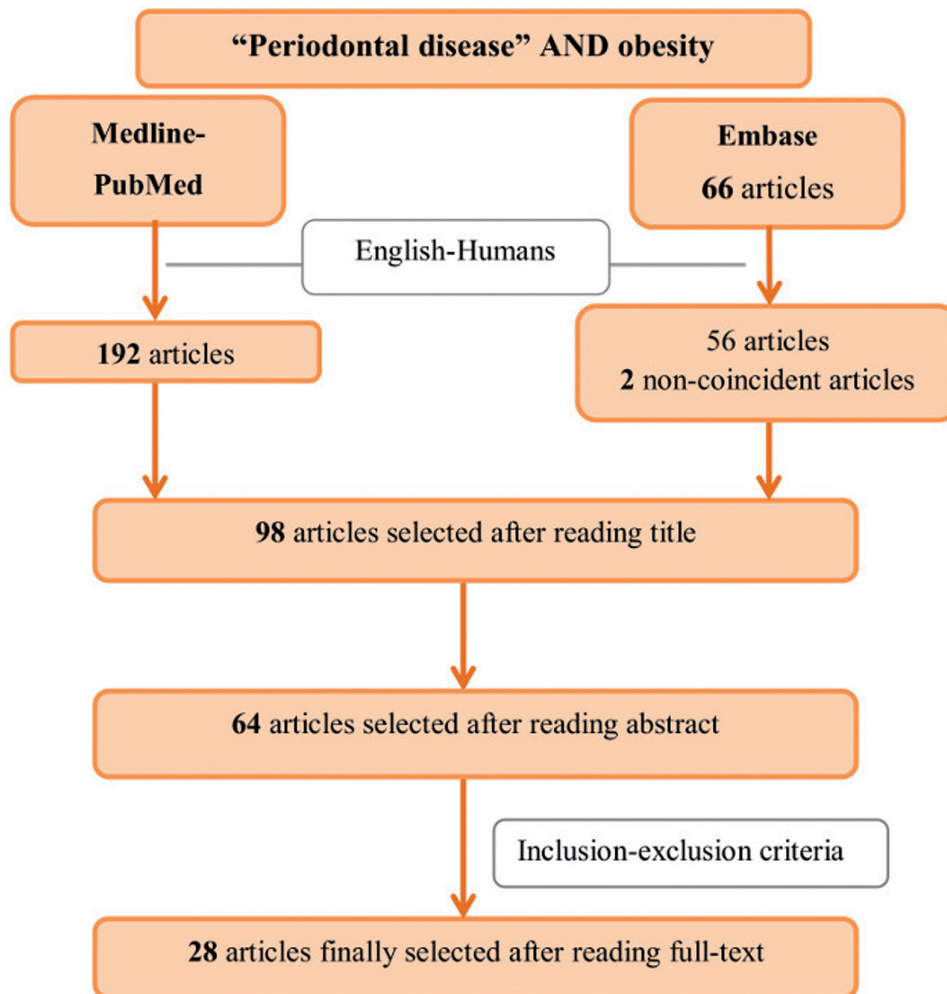 “Periodontal disease” AND obesity
Medline-
PubMed
Embase
66 articles
English-Humans
192 articles
56 articles
2 non-coincident articles
98 articles selected after reading title
64 articles selected after reading abstract
Inclusion-exclusion criteria
28 articles finally selected after reading full-text